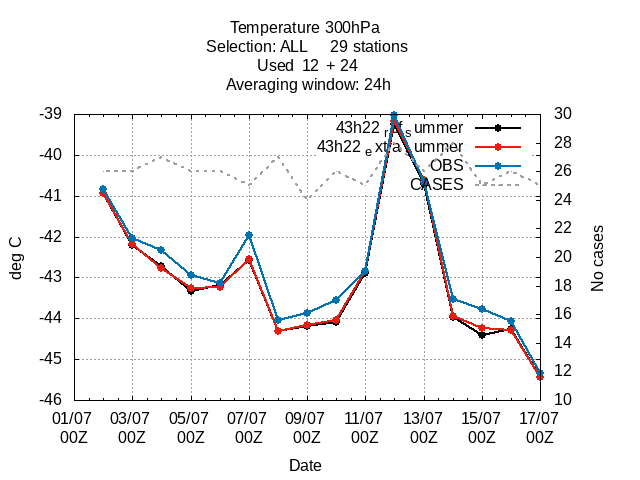 Temperature 300hPa
Selection: ALL 29 stations
Used 12 + 24
Averaging window: 24h
-39
-40
-41
-42
-43
-44
-45
-46
deg C
30
28
26
24
22
20
18
16
14
12
10
No cases
43h22 refsummer
43h22 extrasummer
OBS
CASES
01/07 03/07 05/07 07/07 09/07 11/07 13/07 15/07 17/07
00Z 00Z 00Z 00Z 00Z 00Z 00Z 00Z 00Z
Date